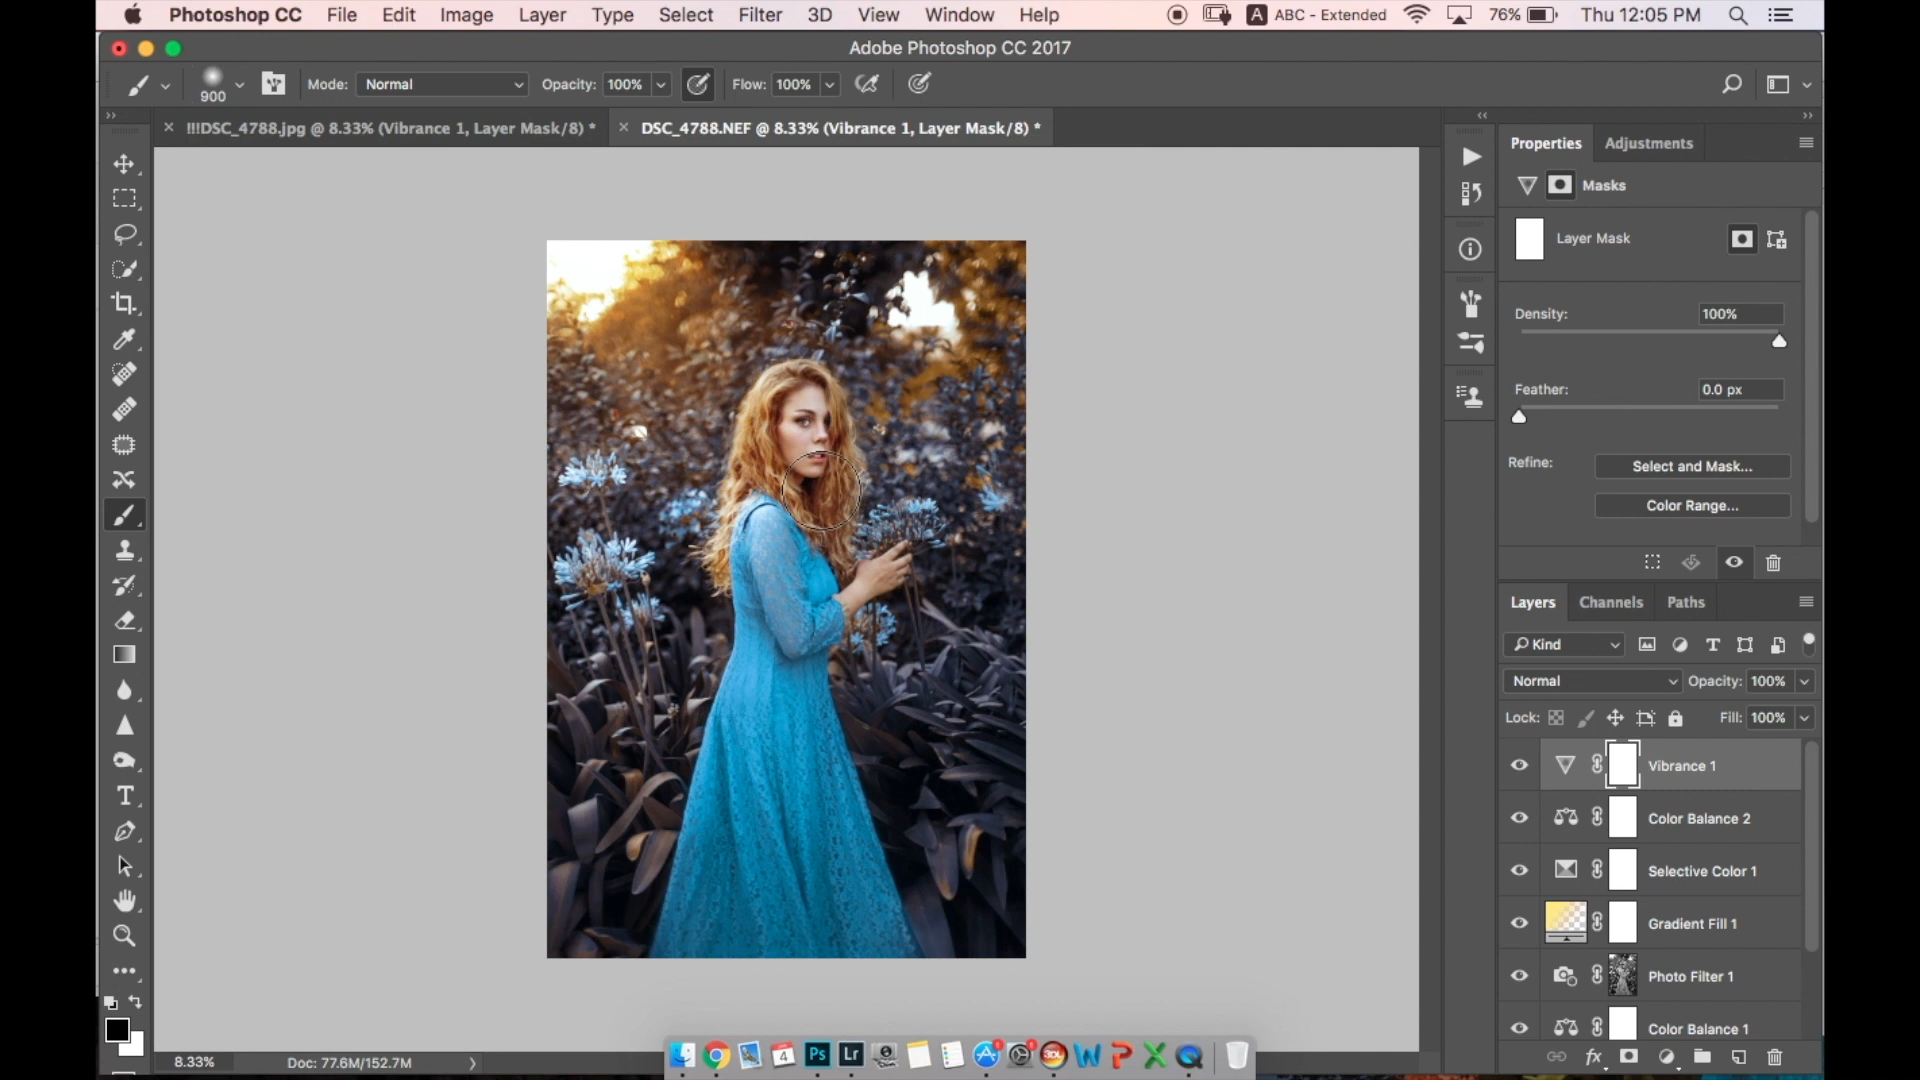 Photoshop CC File Edit Image Layer Type Select Filter 3D View Window Help A ABC - Extended 76% Thu 12:05 PM
Adobe Photoshop CC 2017
900 Mode: Normal Opacity: 100% Flow: 100%
!!!DSC_4788.jpg @ 8.33% (Vibrance 1, Layer Mask/8) * DSC_4788.NEF @ 8.33% (Vibrance 1, Layer Mask/8) *
Properties Adjustments
Masks
Layer Mask
Density: 100%
Feather: 0.0 px
Refine: Select and Mask...
Color Range...
Layers Channels Paths
Kind
Normal Opacity: 100%
Lock: Fill: 100%
Vibrance 1
Color Balance 2
Selective Color 1
Gradient Fill 1
Photo Filter 1
Color Balance 1
8.33% Doc: 77.6M/152.7M
4 Ps Lr 30L W P X
fx